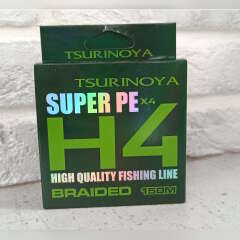 TSURINOYA
TSURINOYA
SUPER PE X4
H4
HIGH QUALITY FISHING LINE
BRAIDED 150M